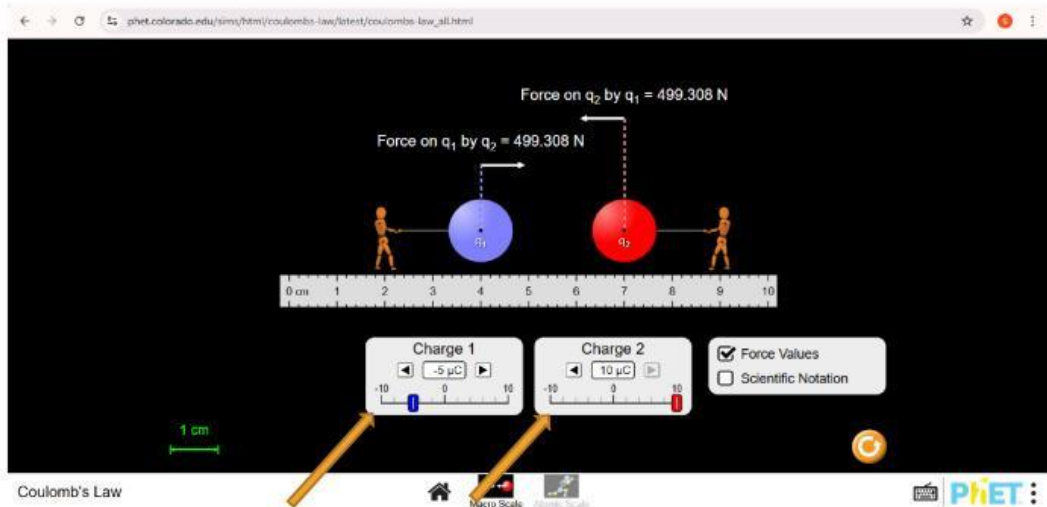 phet.colorado.edu/sims/html/coulombs-law/latest/coulombs-law_all.html
S
Force on q₂ by q₁ = 499.308 N
Force on q₁ by q₂ = 499.308 N
q₁
q₂
0 cm 1 2 3 4 5 6 7 8 9 10
Charge 1
-5 μC
-10 0 10
Charge 2
10 μC
-10 0 10
Force Values
Scientific Notation
1 cm
Coulomb's Law
Macro Scale
Atomic Scale
PhET